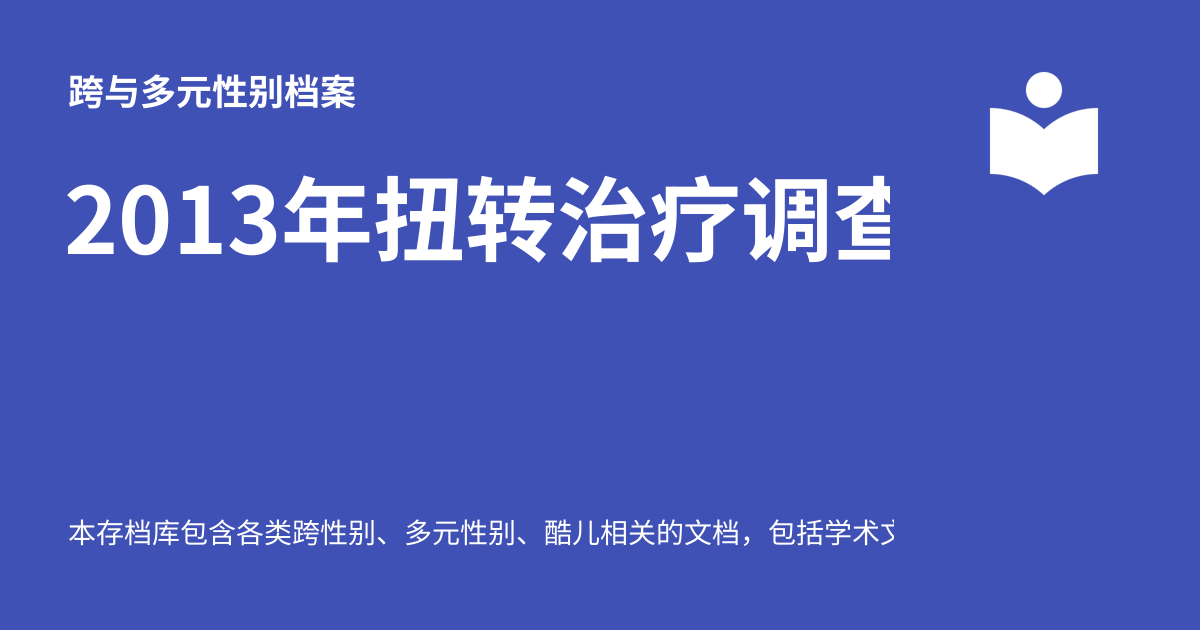 跨与多元性别档案
2013年扭转治疗调查
本存档库包含各类跨性别、多元性别、酷儿相关的文档，包括学术文